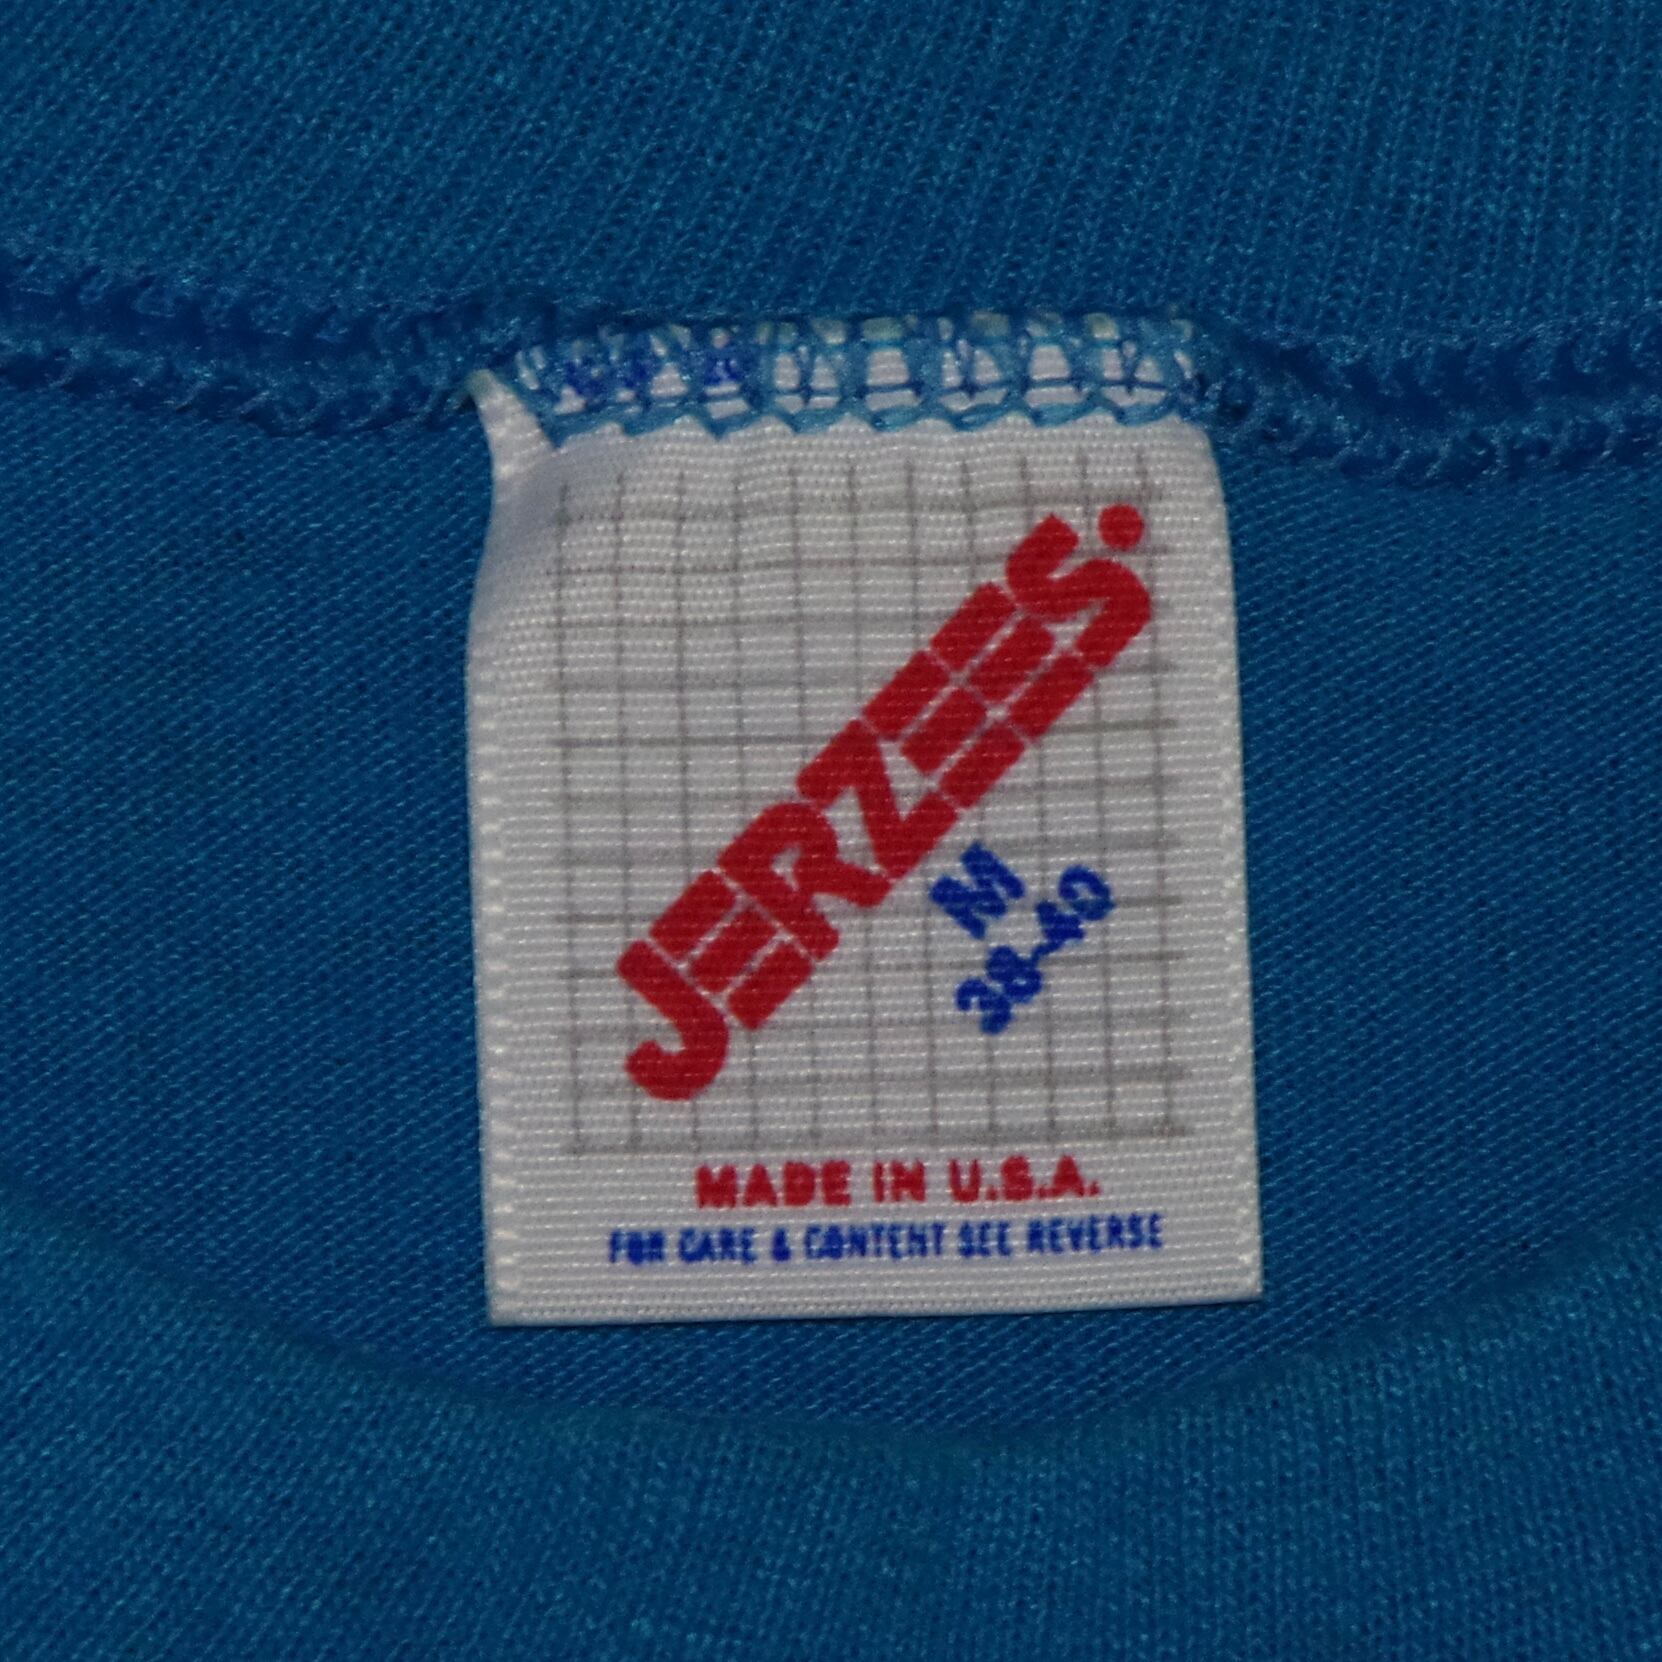 JERZEES.
M
38-40
MADE IN U.S.A.
FOR CARE & CONTENT SEE REVERSE